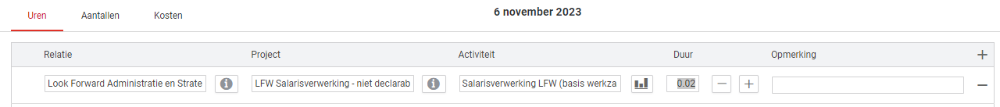 6 november 2023
Uren Aantallen Kosten
Relatie Project Activiteit Duur Opmerking
Look Forward Administratie en Strate LFW Salarisverwerking - niet declarab Salarisverwerking LFW (basis werkza 0.02